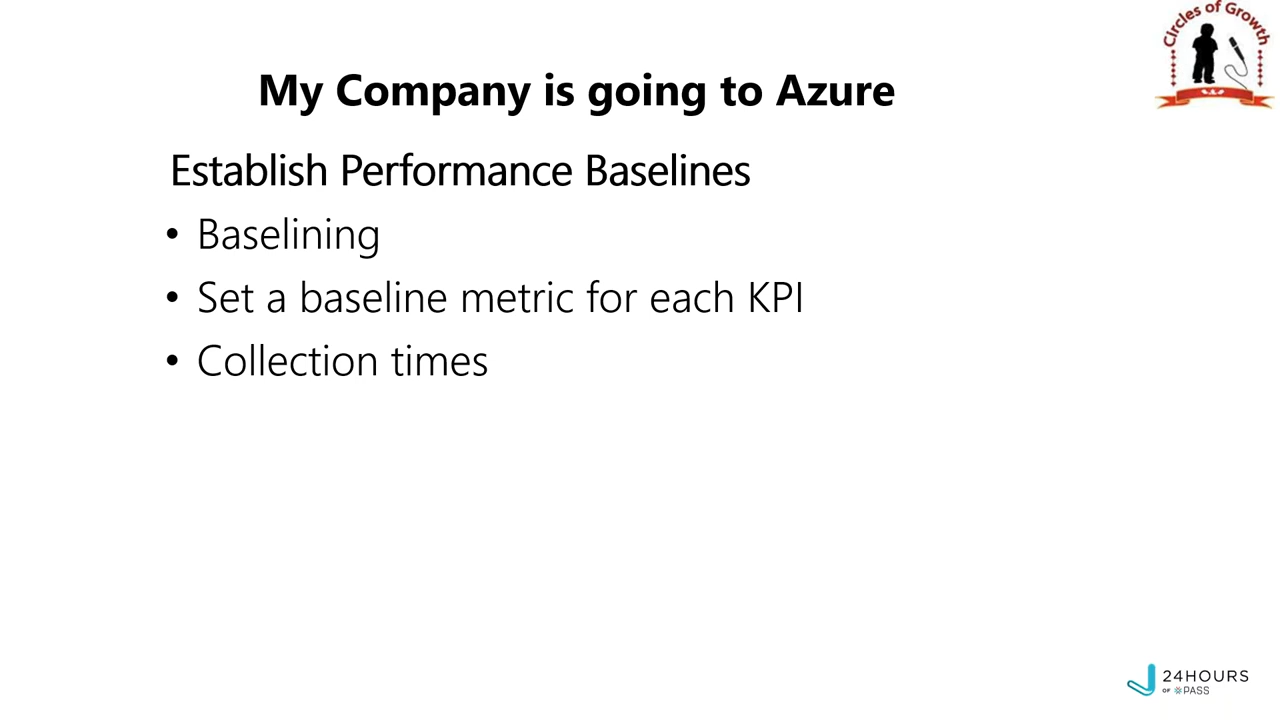 Circles of Growth
My Company is going to Azure
Establish Performance Baselines
• Baselining
• Set a baseline metric for each KPI
• Collection times
24HOURS
OF PASS